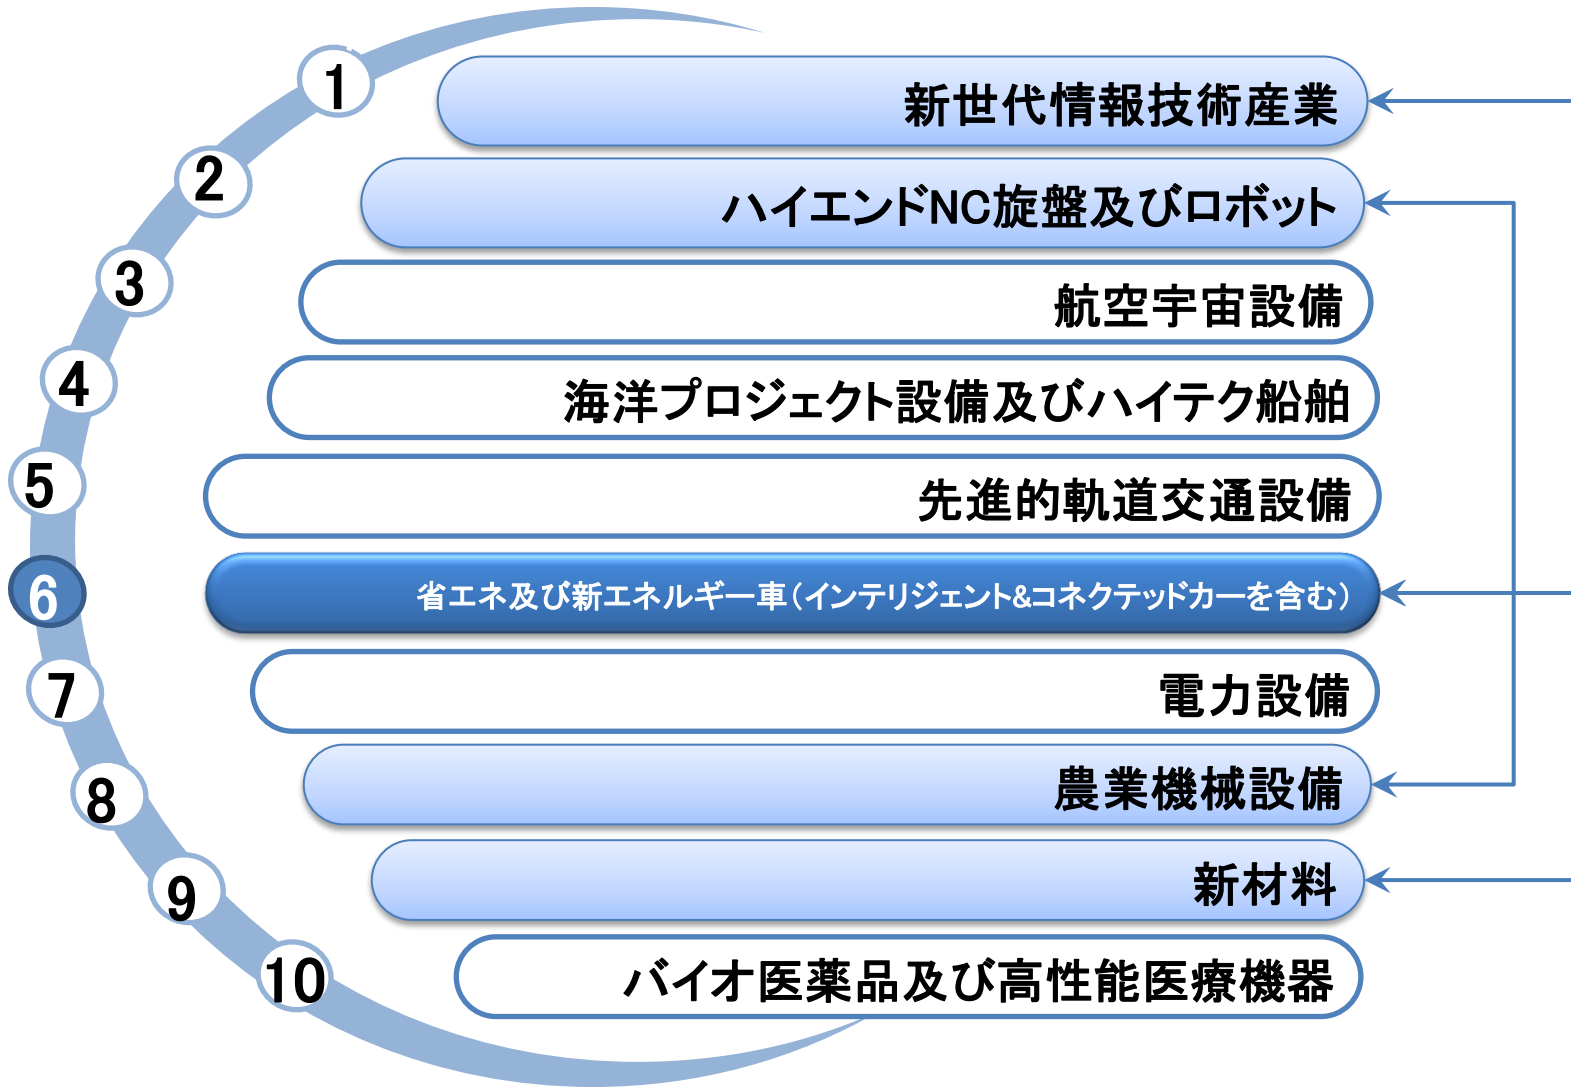 1
新世代情報技術産業
2
ハイエンドNC旋盤及びロボット
3
航空宇宙設備
4
海洋プロジェクト設備及びハイテク船舶
5
先進的軌道交通設備
6
省エネ及び新エネルギー車（インテリジェント&コネクテッドカーを含む）
7
電力設備
8
農業機械設備
9
新材料
10
バイオ医薬品及び高性能医療機器